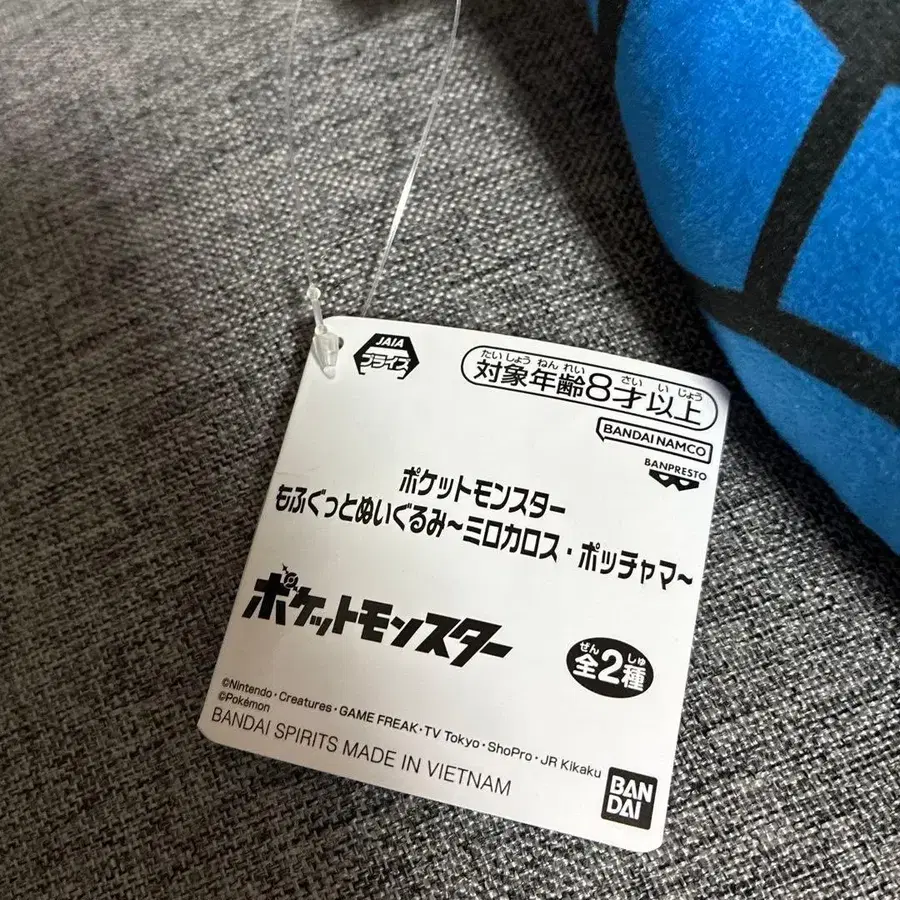 JAIA
プライズ
たいしょうねんれい さいいじょう
対象年齢8才以上
BANDAI NAMCO
BANPRESTO
ポケットモンスター
もふぐっとぬいぐるみ~ミロカロス・ポッチャマ~
ポケットモンスター
ぜん しゅ
全2種
©Nintendo・Creatures・GAME FREAK・TV Tokyo・ShoPro・JR Kikaku
©Pokémon
BANDAI SPIRITS MADE IN VIETNAM
BAN
DAI